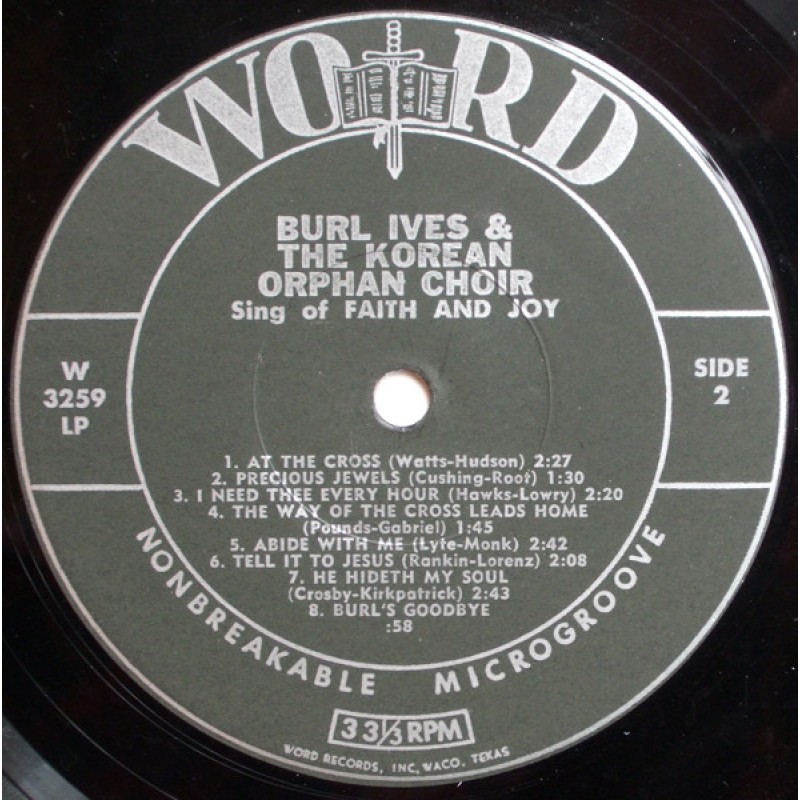 WORD
BURL IVES &
THE KOREAN
ORPHAN CHOIR
Sing of FAITH AND JOY
W
3259
LP
SIDE
2
1. AT THE CROSS (Watts-Hudson) 2:27
2. PRECIOUS JEWELS (Cushing-Root) 1:30
3. I NEED THEE EVERY HOUR (Hawks-Lowry) 2:20
4. THE WAY OF THE CROSS LEADS HOME
(Pounds-Gabriel) 1:45
5. ABIDE WITH ME (Lyte-Monk) 2:42
6. TELL IT TO JESUS (Rankin-Lorenz) 2:08
7. HE HIDETH MY SOUL
(Crosby-Kirkpatrick) 2:43
8. BURL'S GOODBYE
:58
NONBREAKABLE MICROGROOVE
33⅓ RPM
WORD RECORDS, INC, WACO, TEXAS